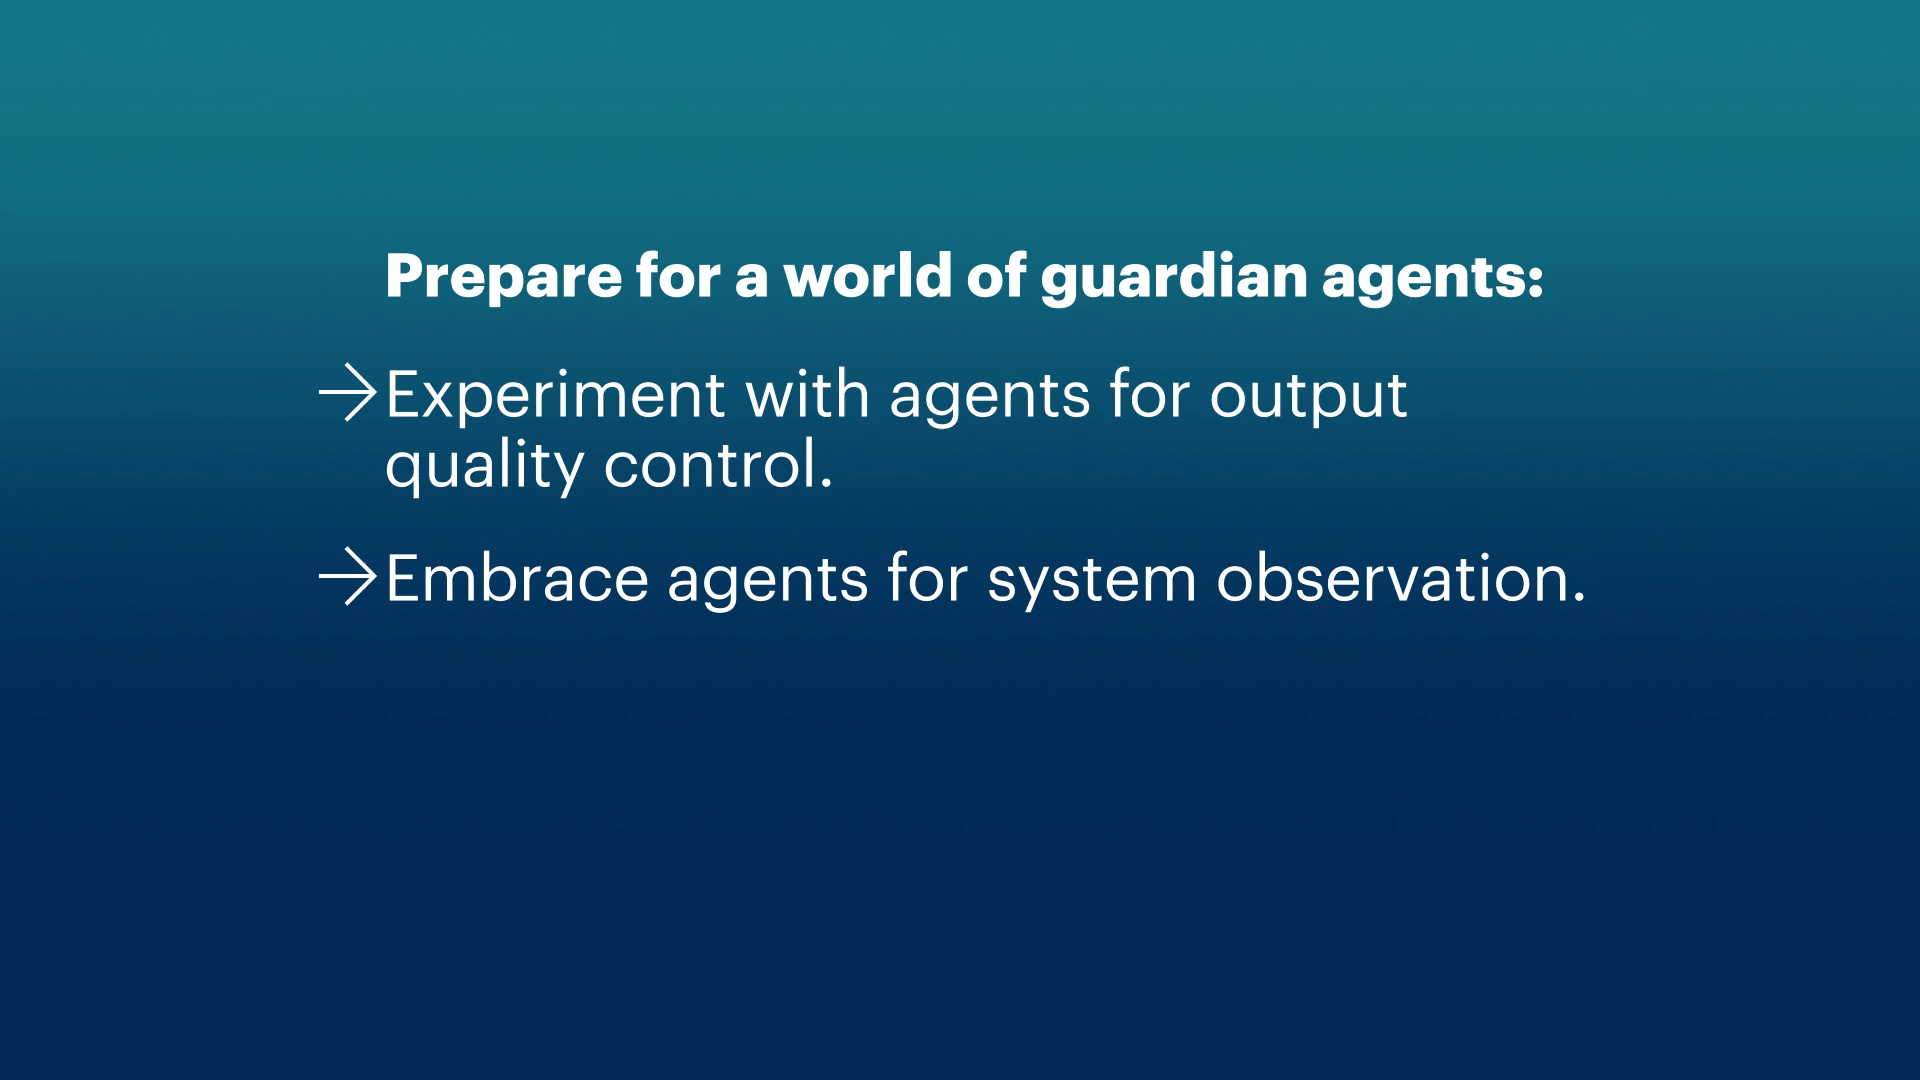 Prepare for a world of guardian agents:
→Experiment with agents for output
quality control.
→Embrace agents for system observation.